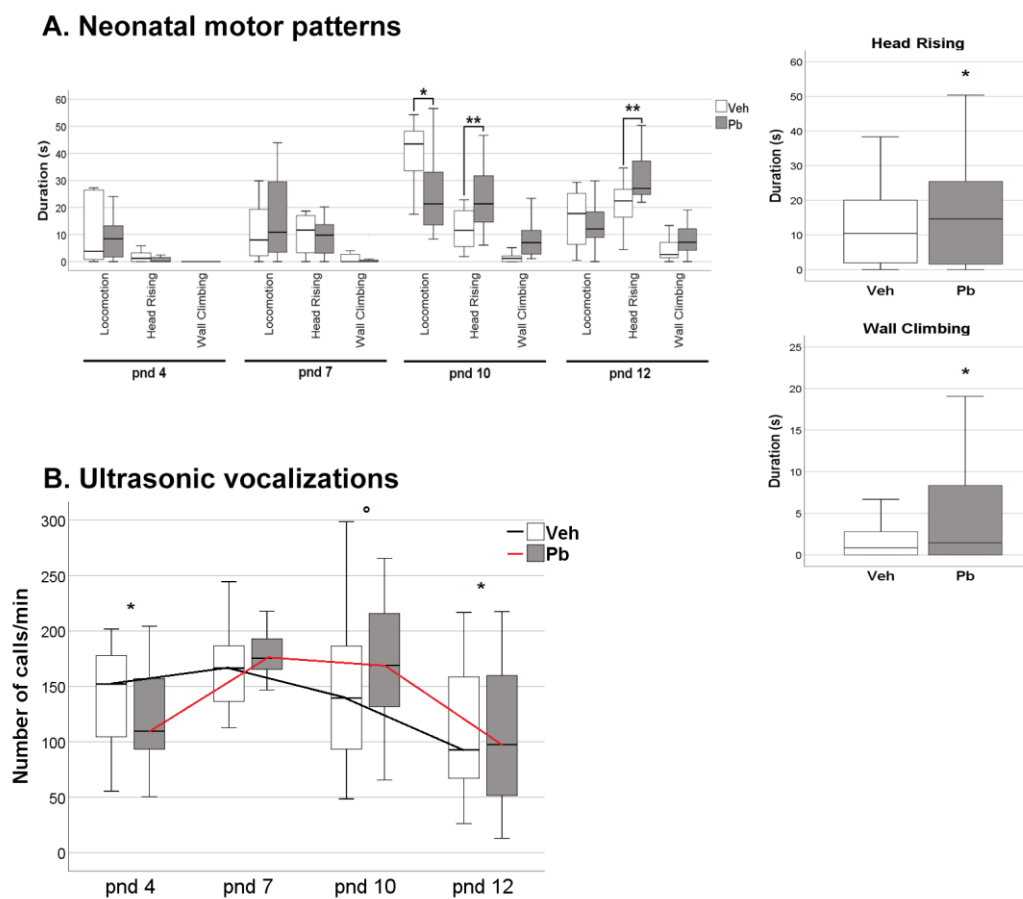 A. Neonatal motor patterns
Duration (s)
60
50
40
30
20
10
0
*
**
**
Veh
Pb
Locomotion
Head Rising
Wall Climbing
Locomotion
Head Rising
Wall Climbing
Locomotion
Head Rising
Wall Climbing
Locomotion
Head Rising
Wall Climbing
pnd 4
pnd 7
pnd 10
pnd 12
Head Rising
Duration (s)
60
50
40
30
20
10
0
*
Veh
Pb
Wall Climbing
Duration (s)
25
20
15
10
5
0
*
Veh
Pb
B. Ultrasonic vocalizations
Number of calls/min
300
250
200
150
100
50
0
*
°
*
Veh
Pb
pnd 4
pnd 7
pnd 10
pnd 12